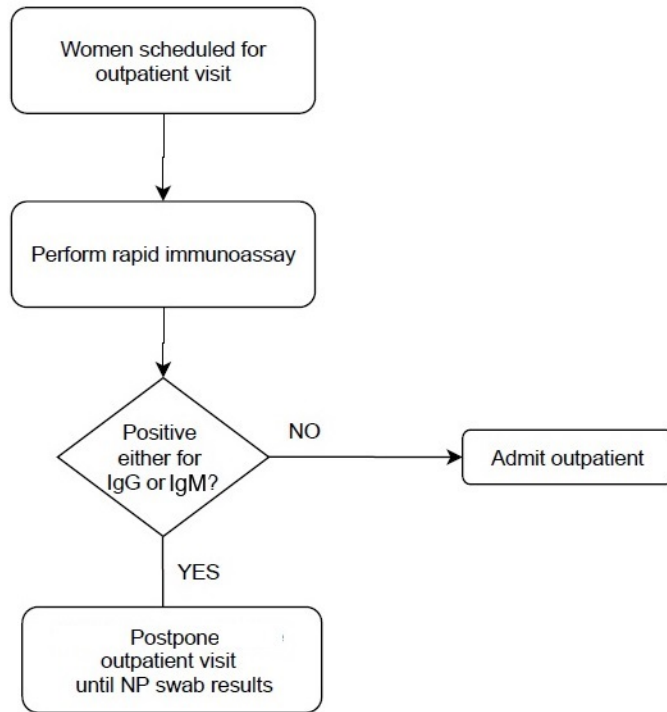 Women scheduled for
outpatient visit
Perform rapid immunoassay
Positive
either for
IgG or IgM?
NO
Admit outpatient
YES
Postpone
outpatient visit
until NP swab results